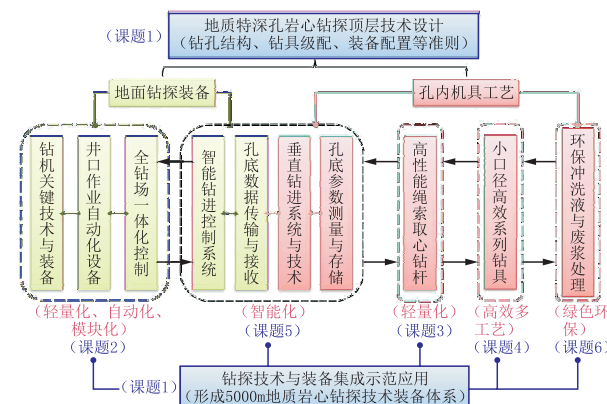 地质特深孔岩心钻探顶层技术设计
(课题1)
(钻孔结构、钻具级配、装备配置等准则)
地面钻探装备
孔内机具工艺
钻机关键技术与装备
井口作业自动化设备
全钻场一体化控制
智能钻进控制系统
孔底数据传输与接收
垂直钻进系统与技术
孔底参数测量与存储
高性能绳索取心钻杆
小口径高效系列钻具
环保冲洗液与废浆处理
(轻量化、自动化、
模块化)
(课题2)
(智能化)
(课题5)
(轻量化)
(课题3)
(高效多
工艺)
(课题4)
(绿色环
保)
(课题6)
(课题1)
钻探技术与装备集成示范应用
(形成5000m地质岩心钻探技术装备体系)